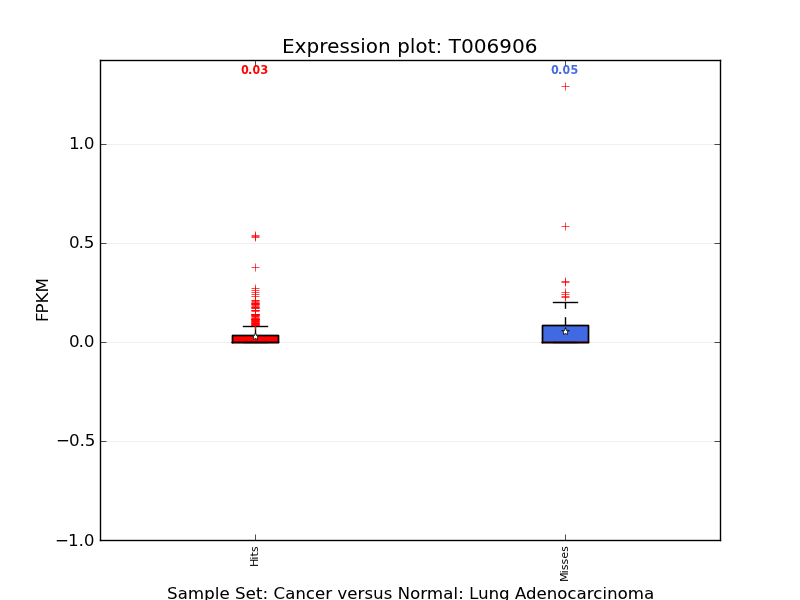 Expression plot: T006906
0.03
0.05
1.0
0.5
0.0
−0.5
−1.0
FPKM
Hits
Misses
Sample Set: Cancer versus Normal: Lung Adenocarcinoma